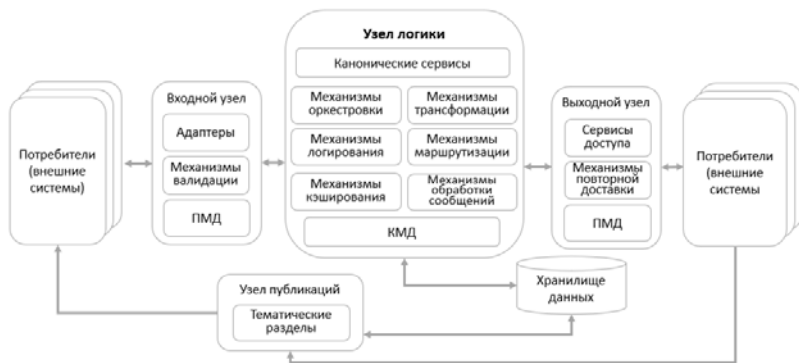 Узел логики
Канонические сервисы
Механизмы
оркестровки
Механизмы
трансформации
Механизмы
логирования
Механизмы
маршрутизации
Механизмы
кэширования
Механизмы
обработки
сообщений
КМД
Входной узел
Адаптеры
Механизмы
валидации
ПМД
Выходной узел
Сервисы
доступа
Механизмы
повторной
доставки
ПМД
Потребители
(внешние
системы)
Потребители
(внешние
системы
Узел публикаций
Тематические
разделы
Хранилище
данных